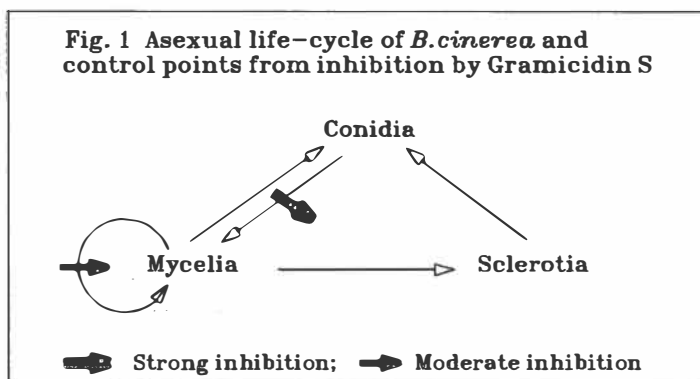 Fig. 1 Asexual life-cycle of B.cinerea and
control points from inhibition by Gramicidin S
Conidia
Mycelia
Sclerotia
Strong inhibition; Moderate inhibition